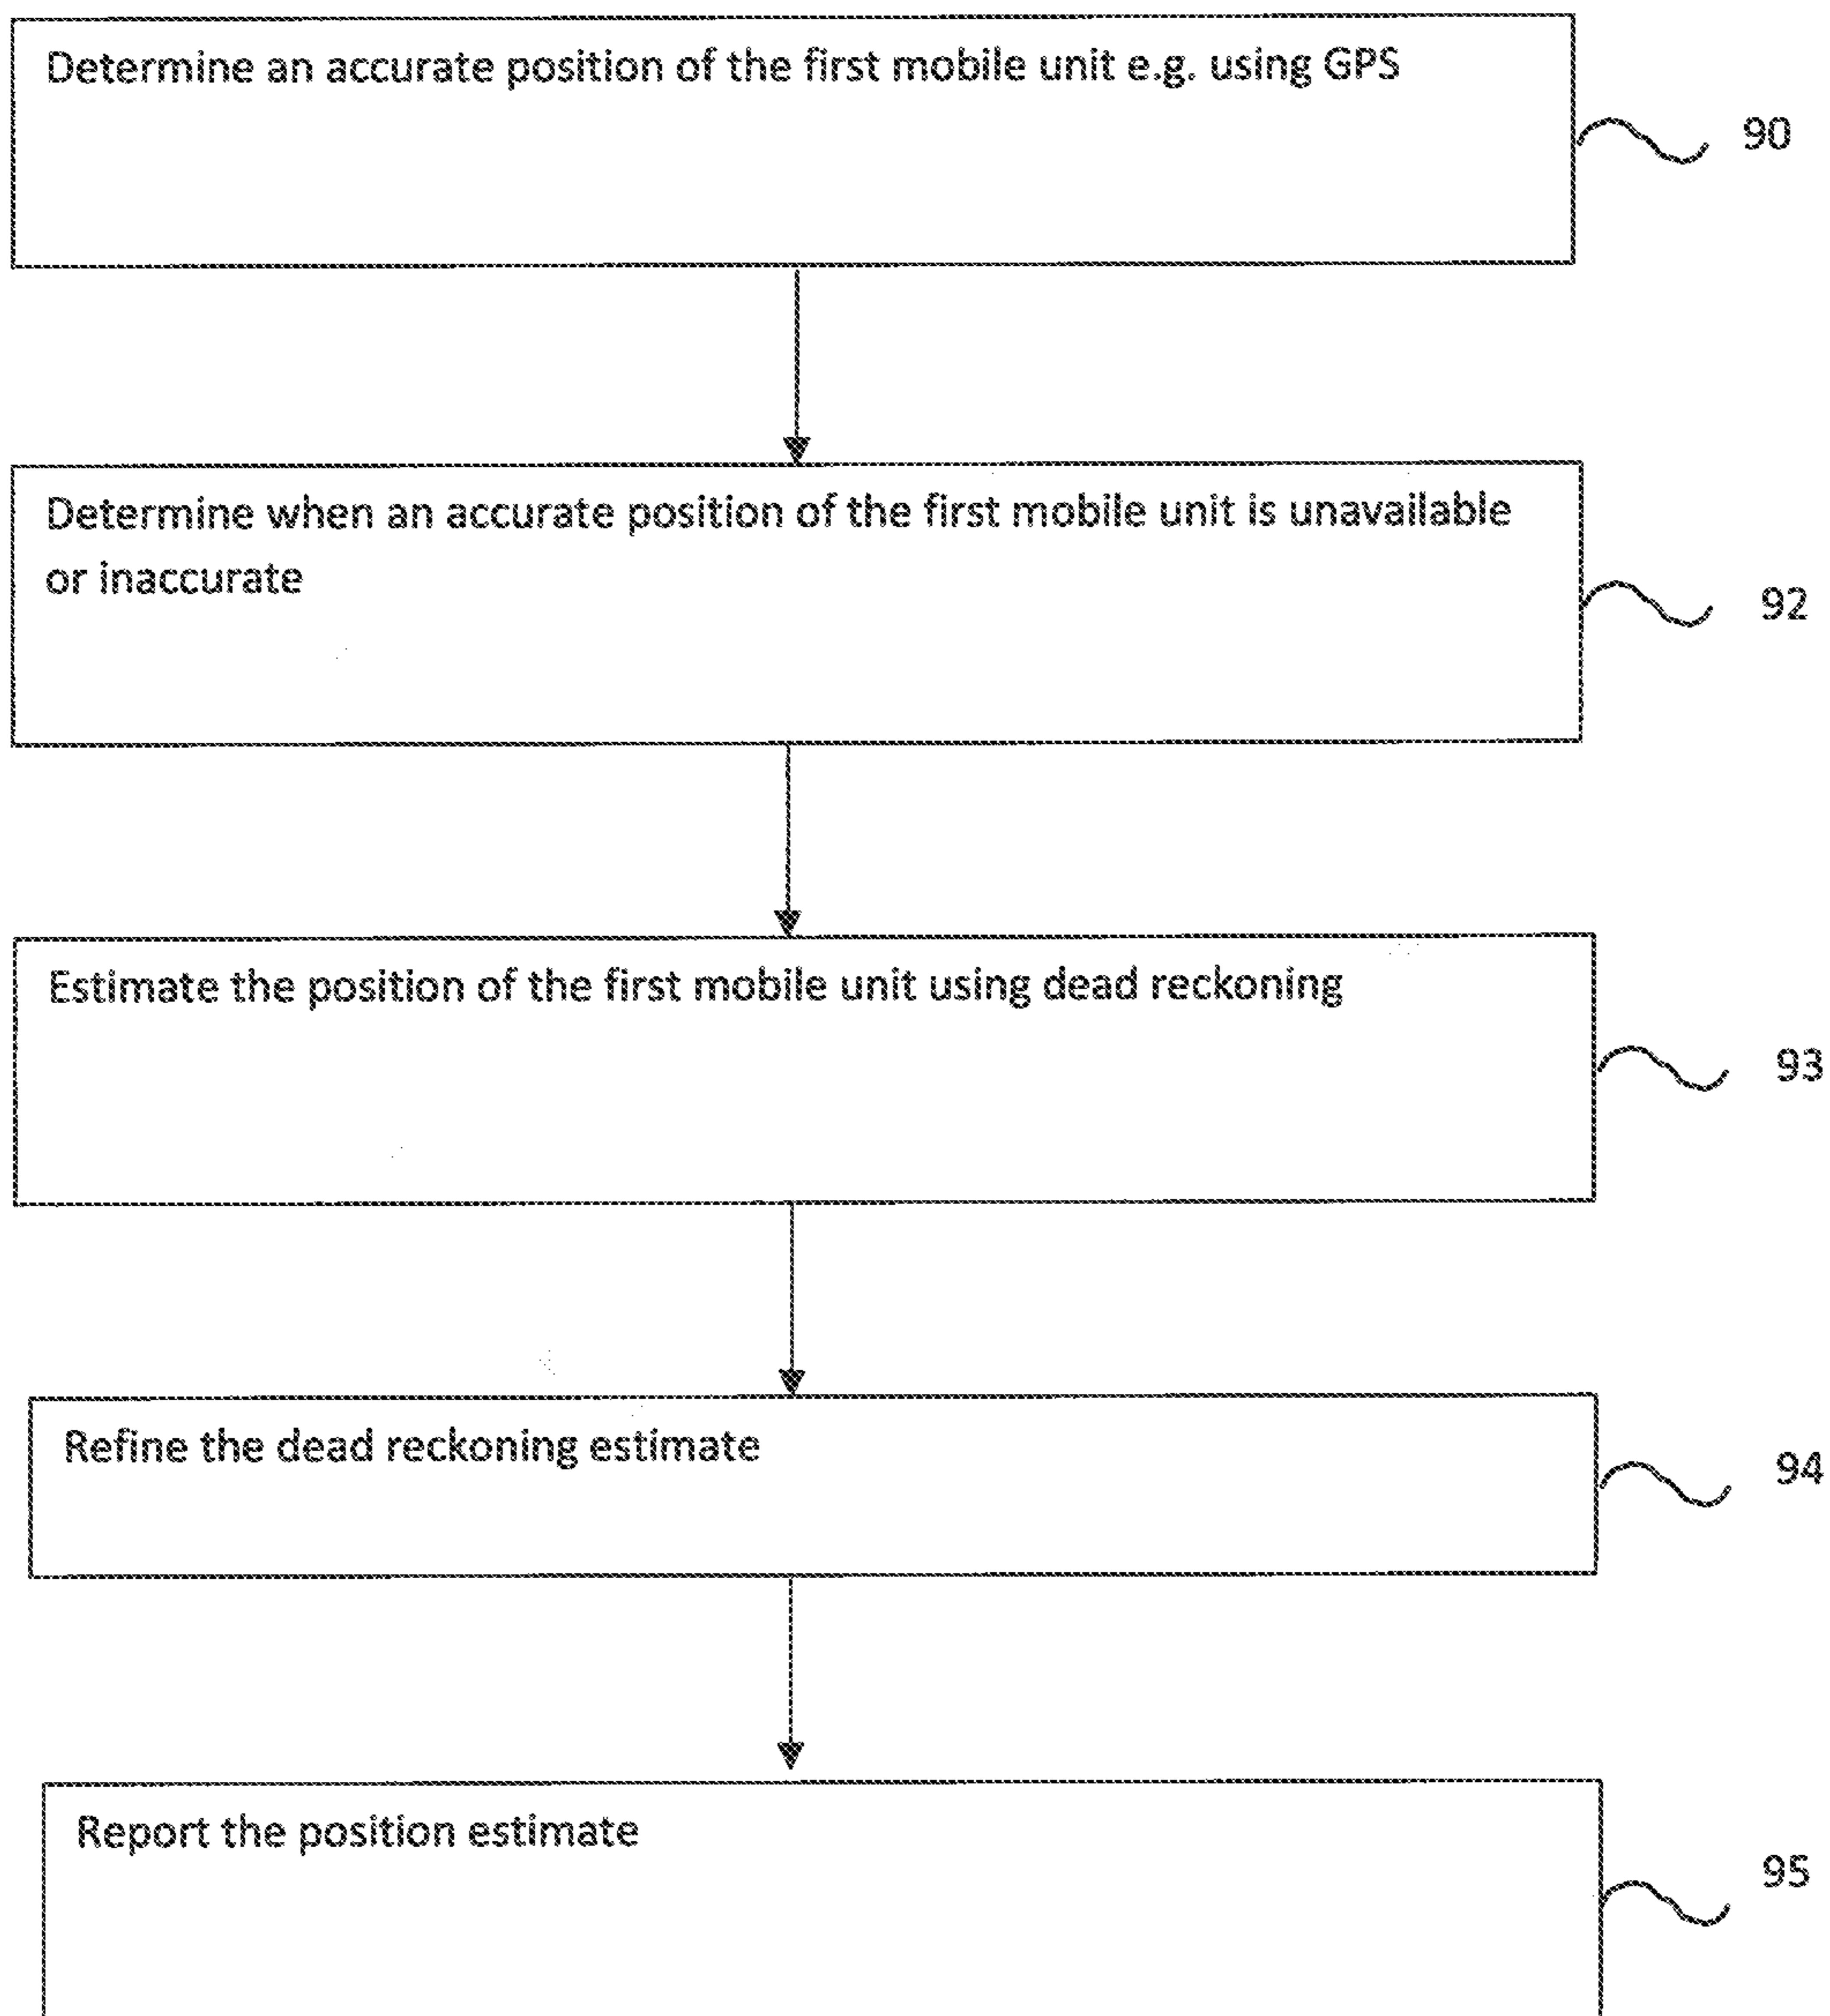 Determine an accurate position of the first mobile unit e.g. using GPS
90
Determine when an accurate position of the first mobile unit is unavailable
or inaccurate
92
Estimate the position of the first mobile unit using dead reckoning
93
Refine the dead reckoning estimate
94
Report the position estimate
95